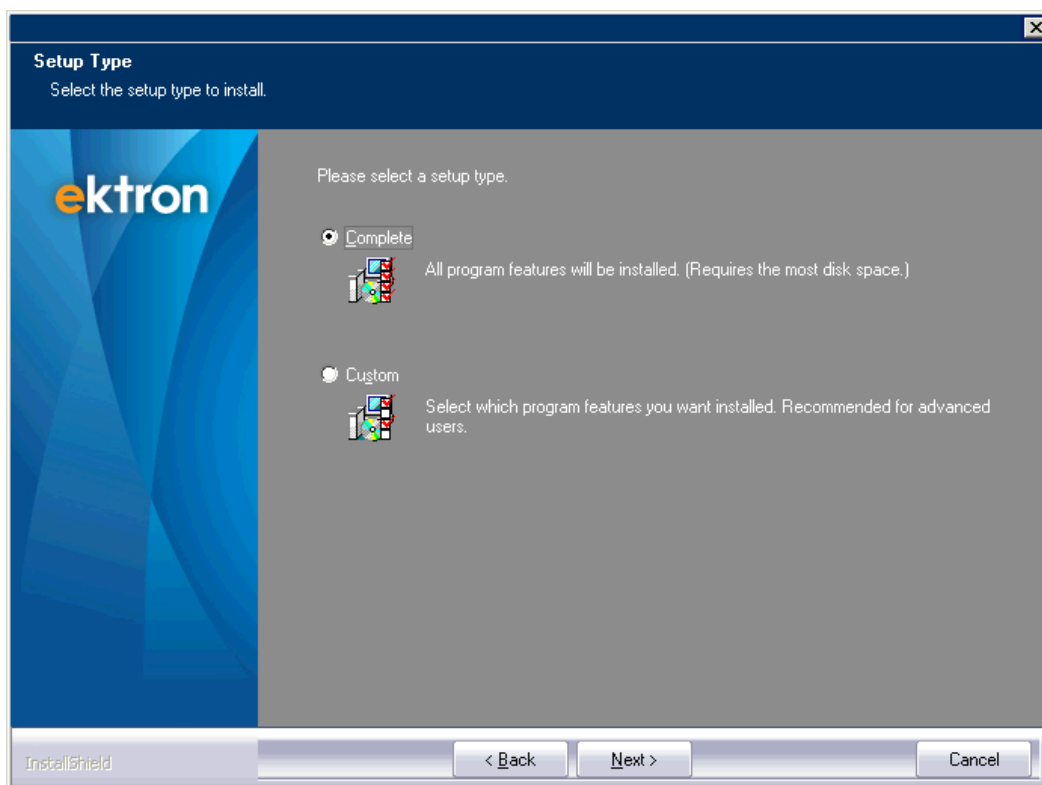 Setup Type
Select the setup type to install.
ektron
Please select a setup type.
Complete
All program features will be installed. (Requires the most disk space.)
Custom
Select which program features you want installed. Recommended for advanced
users.
InstallShield
< Back
Next >
Cancel